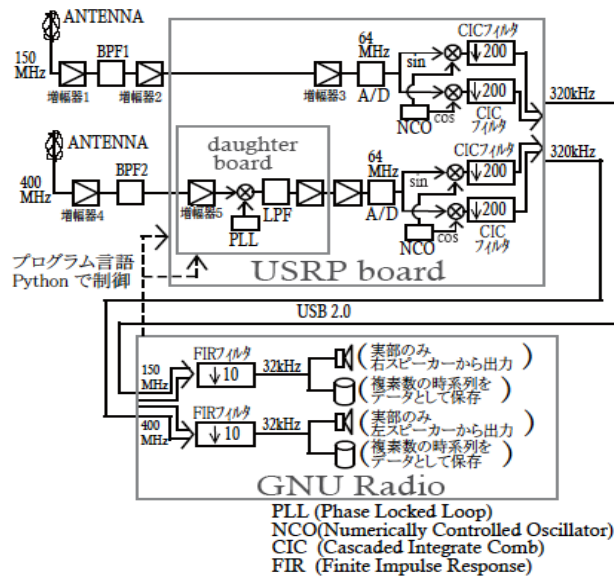 ANTENNA
150
MHz
BPF1
増幅器1
増幅器2
増幅器3
64
MHz
A/D
sin
NCO
cos
CICフィルタ
↓200
↓200
CIC
フィルタ
320kHz
ANTENNA
400
MHz
BPF2
増幅器4
daughter
board
増幅器5
PLL
LPF
64
MHz
A/D
sin
NCO
cos
CICフィルタ
↓200
↓200
CIC
フィルタ
320kHz
USRP board
プログラム言語
Pythonで制御
USB 2.0
150
MHz
FIRフィルタ
↓10
32kHz
(実部のみ
右スピーカーから出力)
(複素数の時系列を
データとして保存)
400
MHz
FIRフィルタ
↓10
32kHz
(実部のみ
左スピーカーから出力)
(複素数の時系列を
データとして保存)
GNU Radio
PLL (Phase Locked Loop)
NCO(Numerically Controlled Oscillator)
CIC (Cascaded Integrate Comb)
FIR (Finite Impulse Response)